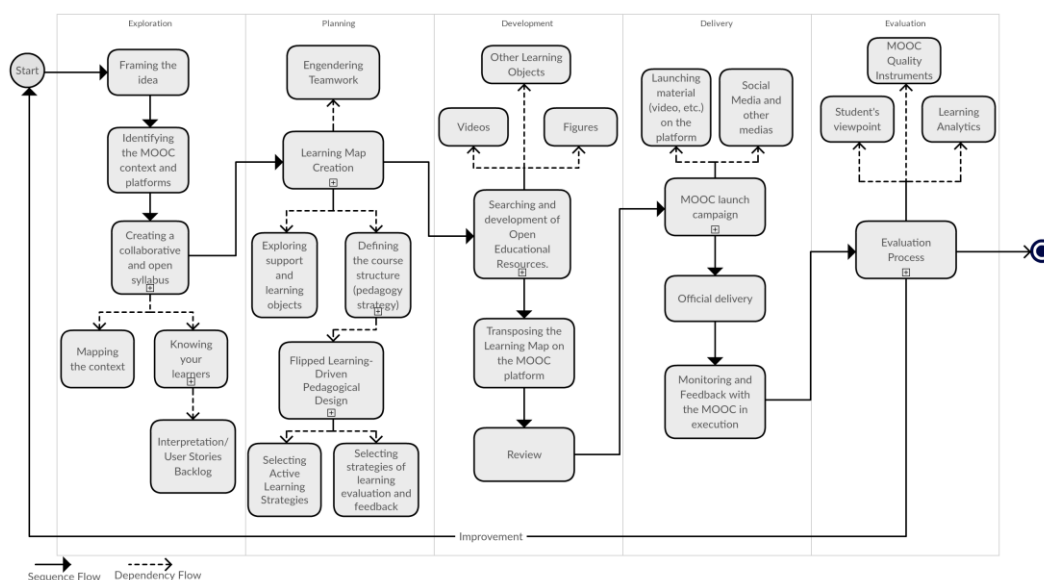 Exploration
Planning
Development
Delivery
Evaluation
Start
Framing the
idea
Identifying
the MOOC
context and
platforms
Creating a
collaborative
and open
syllabus
Mapping
the context
Knowing
your
learners
Interpretation/
User Stories
Backlog
Engendering
Teamwork
Learning Map
Creation
Exploring
support
and
learning
objects
Defining
the course
structure
(pedagogy
strategy)
Flipped Learning-
Driven
Pedagogical
Design
Selecting
Active
Learning
Strategies
Selecting
strategies of
learning
evaluation and
feedback
Other Learning
Objects
Videos
Figures
Searching and
development of
Open
Educational
Resources.
Transposing the
Learning Map on
the MOOC
platform
Review
Launching
material
(video, etc.)
on the
platform
Social
Media and
other
medias
MOOC launch
campaign
Official delivery
Monitoring and
Feedback with
the MOOC in
execution
MOOC
Quality
Instruments
Student's
viewpoint
Learning
Analytics
Evaluation
Process
Improvement
Sequence Flow
Dependency Flow